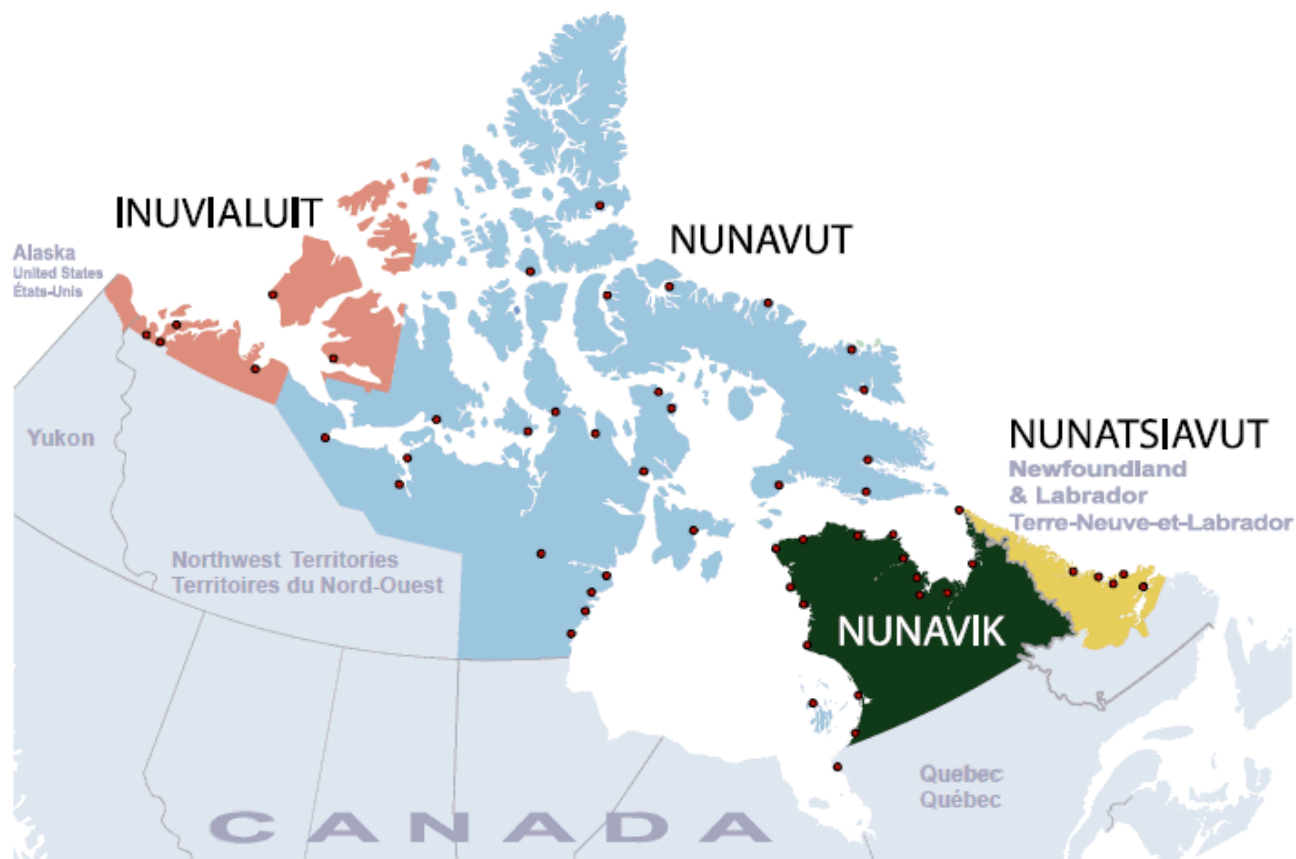 INUVIALUIT
NUNAVUT
Alaska
United States
États-Unis
NUNATSIAVUT
Newfoundland
& Labrador
Terre-Neuve-et-Labrador
Yukon
Northwest Territories
Territoires du Nord-Ouest
NUNAVIK
Quebec
Québec
CANADA